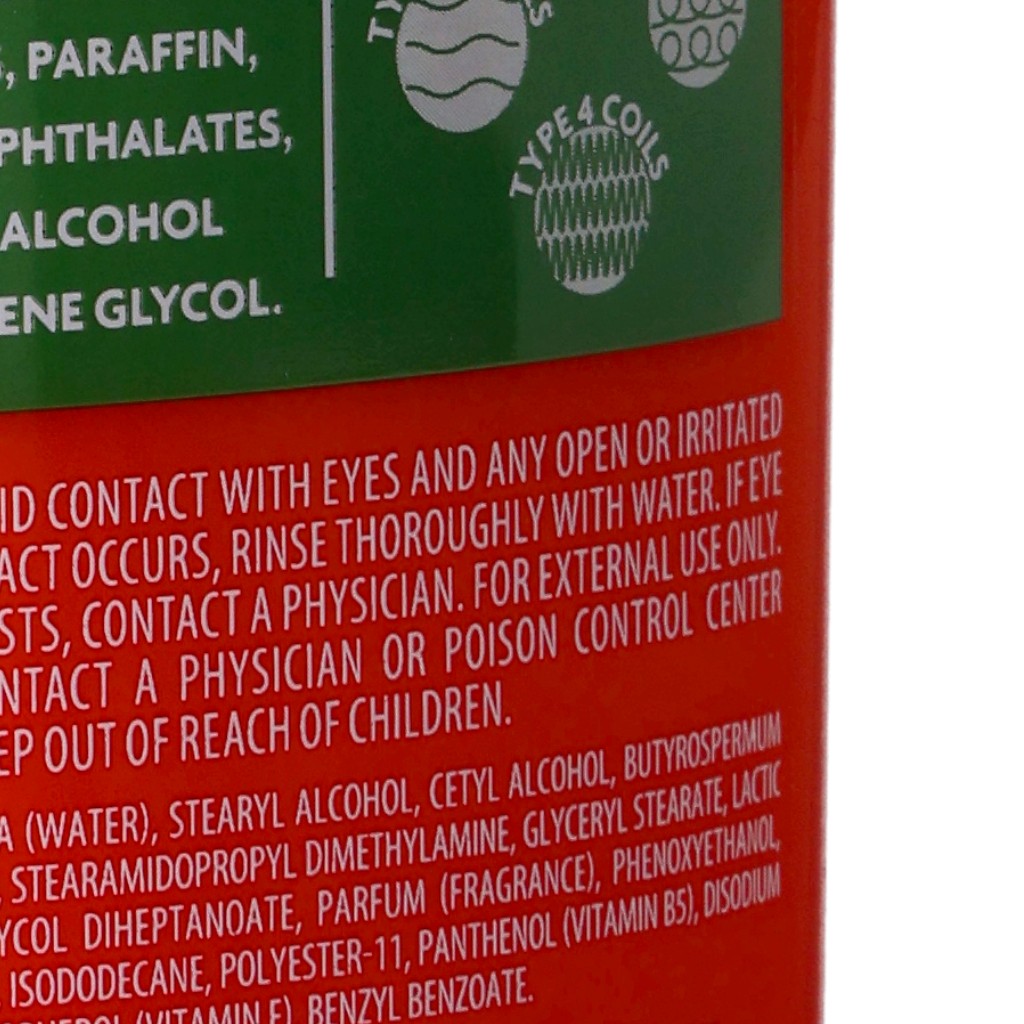 , PARAFFIN,
PHTHALATES,
ALCOHOL
ENE GLYCOL.
TYPE 4 COILS
ID CONTACT WITH EYES AND ANY OPEN OR IRRITATED
ACT OCCURS, RINSE THOROUGHLY WITH WATER. IF EYE
STS, CONTACT A PHYSICIAN. FOR EXTERNAL USE ONLY.
NTACT A PHYSICIAN OR POISON CONTROL CENTER
EP OUT OF REACH OF CHILDREN.
A (WATER), STEARYL ALCOHOL, CETYL ALCOHOL, BUTYROSPERMUM
, STEARAMIDOPROPYL DIMETHYLAMINE, GLYCERYL STEARATE, LACTIC
YCOL DIHEPTANOATE, PARFUM (FRAGRANCE), PHENOXYETHANOL,
ISODODECANE, POLYESTER-11, PANTHENOL (VITAMIN B5), DISODIUM
(VITAMIN E), BENZYL BENZOATE.